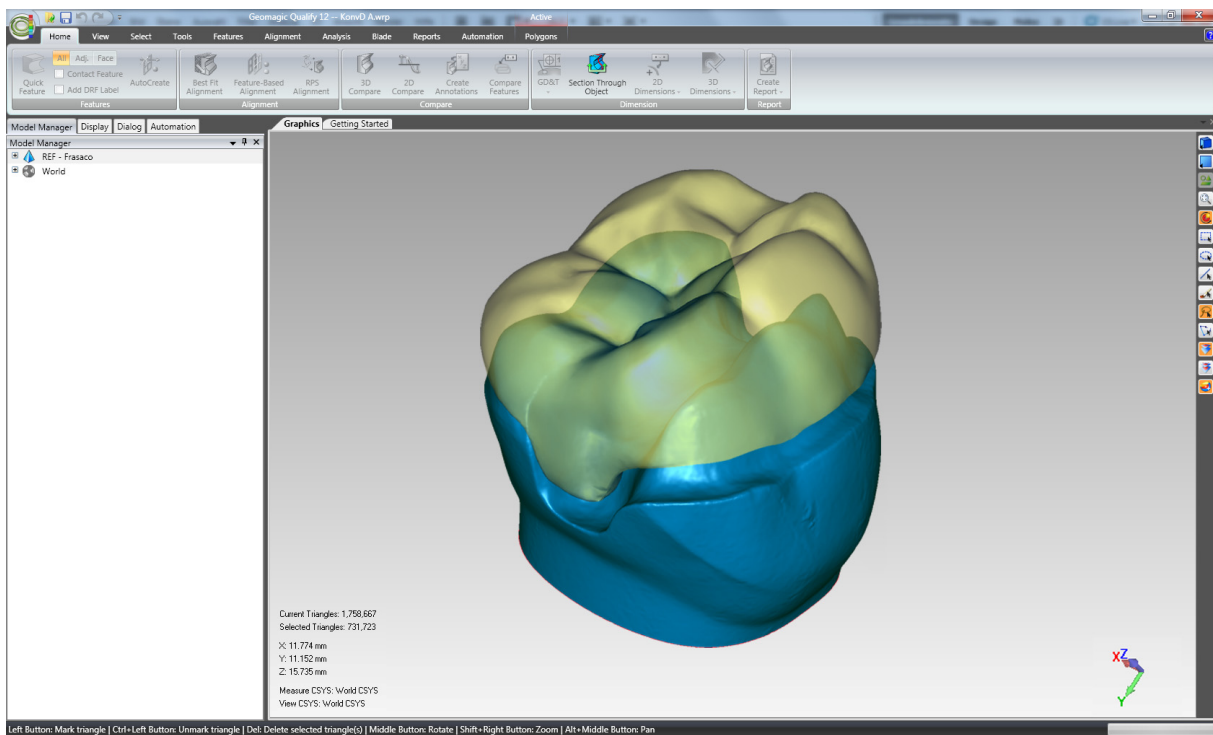 Geomagic Qualify 12 -- KonvD A.wrp
Active
Home View Select Tools Features Alignment Analysis Blade Reports Automation Polygons
All Adj. Face
Contact Feature
Add DRF Label
Quick Feature
AutoCreate
Features
Best Fit Alignment
Feature-Based Alignment
RPS Alignment
Alignment
3D Compare
2D Compare
Create Annotations
Compare Features
Compare
GD&T
Section Through Object
2D Dimensions
3D Dimensions
Dimension
Create Report
Report
Model Manager Display Dialog Automation
Graphics Getting Started
Model Manager
REF - Frasaco
World
Current Triangles: 1,758,667
Selected Triangles: 731,723
X: 11.774 mm
Y: 11.152 mm
Z: 15.735 mm
Measure CSYS: World CSYS
View CSYS: World CSYS
X Z
Y
Left Button: Mark triangle | Ctrl+Left Button: Unmark triangle | Del: Delete selected triangle(s) | Middle Button: Rotate | Shift+Right Button: Zoom | Alt+Middle Button: Pan